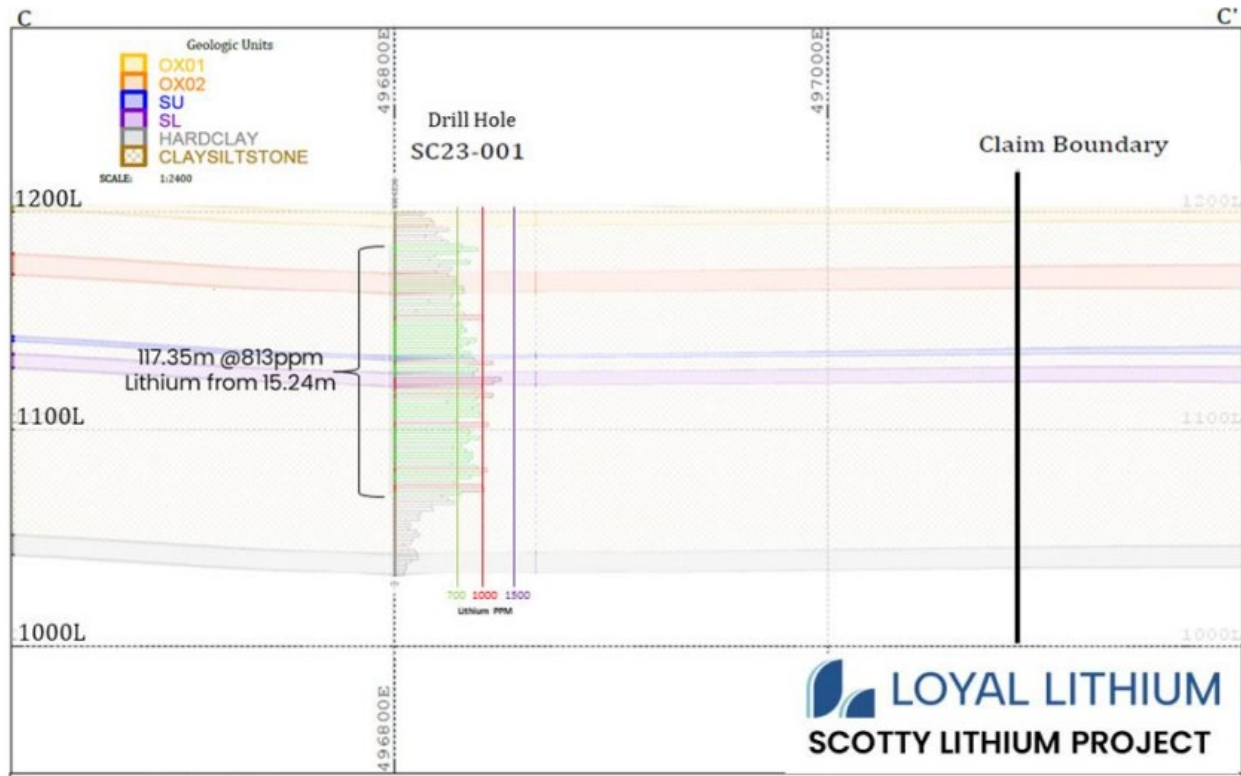 C
C'
Geologic Units
OX01
OX02
SU
SL
HARDCLAY
CLAYSILTSTONE
SCALE: 1:2400
496800E
497000E
Drill Hole
SC23-001
Claim Boundary
1200L
1200L
117.35m @813ppm
Lithium from 15.24m
1100L
1100L
700 1000 1500
Lithium PPM
1000L
1000L
496800E
LOYAL LITHIUM
SCOTTY LITHIUM PROJECT